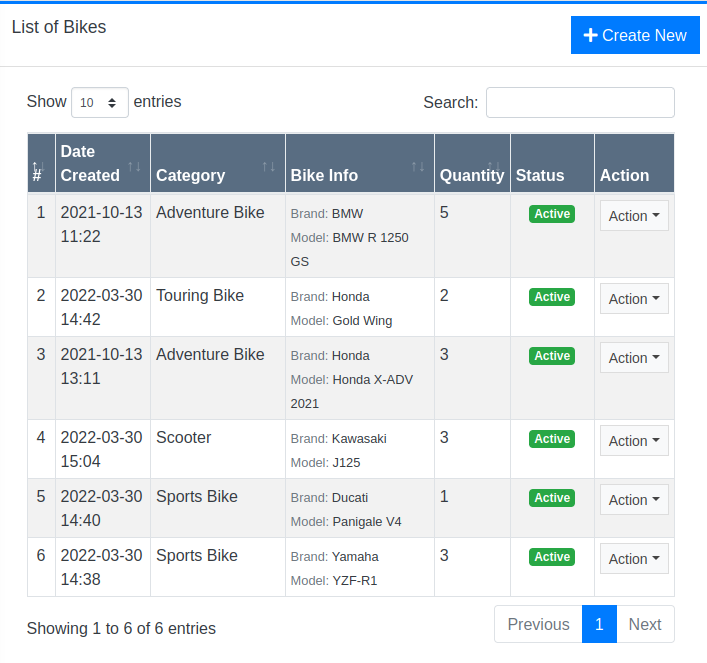 List of Bikes
Create New
Show 10 entries
Search:
# Date Created Category Bike Info Quantity Status Action
1 2021-10-13 Adventure Bike Brand: BMW 5 Active Action
11:22 Model: BMW R 1250
GS
2 2022-03-30 Touring Bike Brand: Honda 2 Active Action
14:42 Model: Gold Wing
3 2021-10-13 Adventure Bike Brand: Honda 3 Active Action
13:11 Model: Honda X-ADV
2021
4 2022-03-30 Scooter Brand: Kawasaki 3 Active Action
15:04 Model: J125
5 2022-03-30 Sports Bike Brand: Ducati 1 Active Action
14:40 Model: Panigale V4
6 2022-03-30 Sports Bike Brand: Yamaha 3 Active Action
14:38 Model: YZF-R1
Showing 1 to 6 of 6 entries
Previous 1 Next